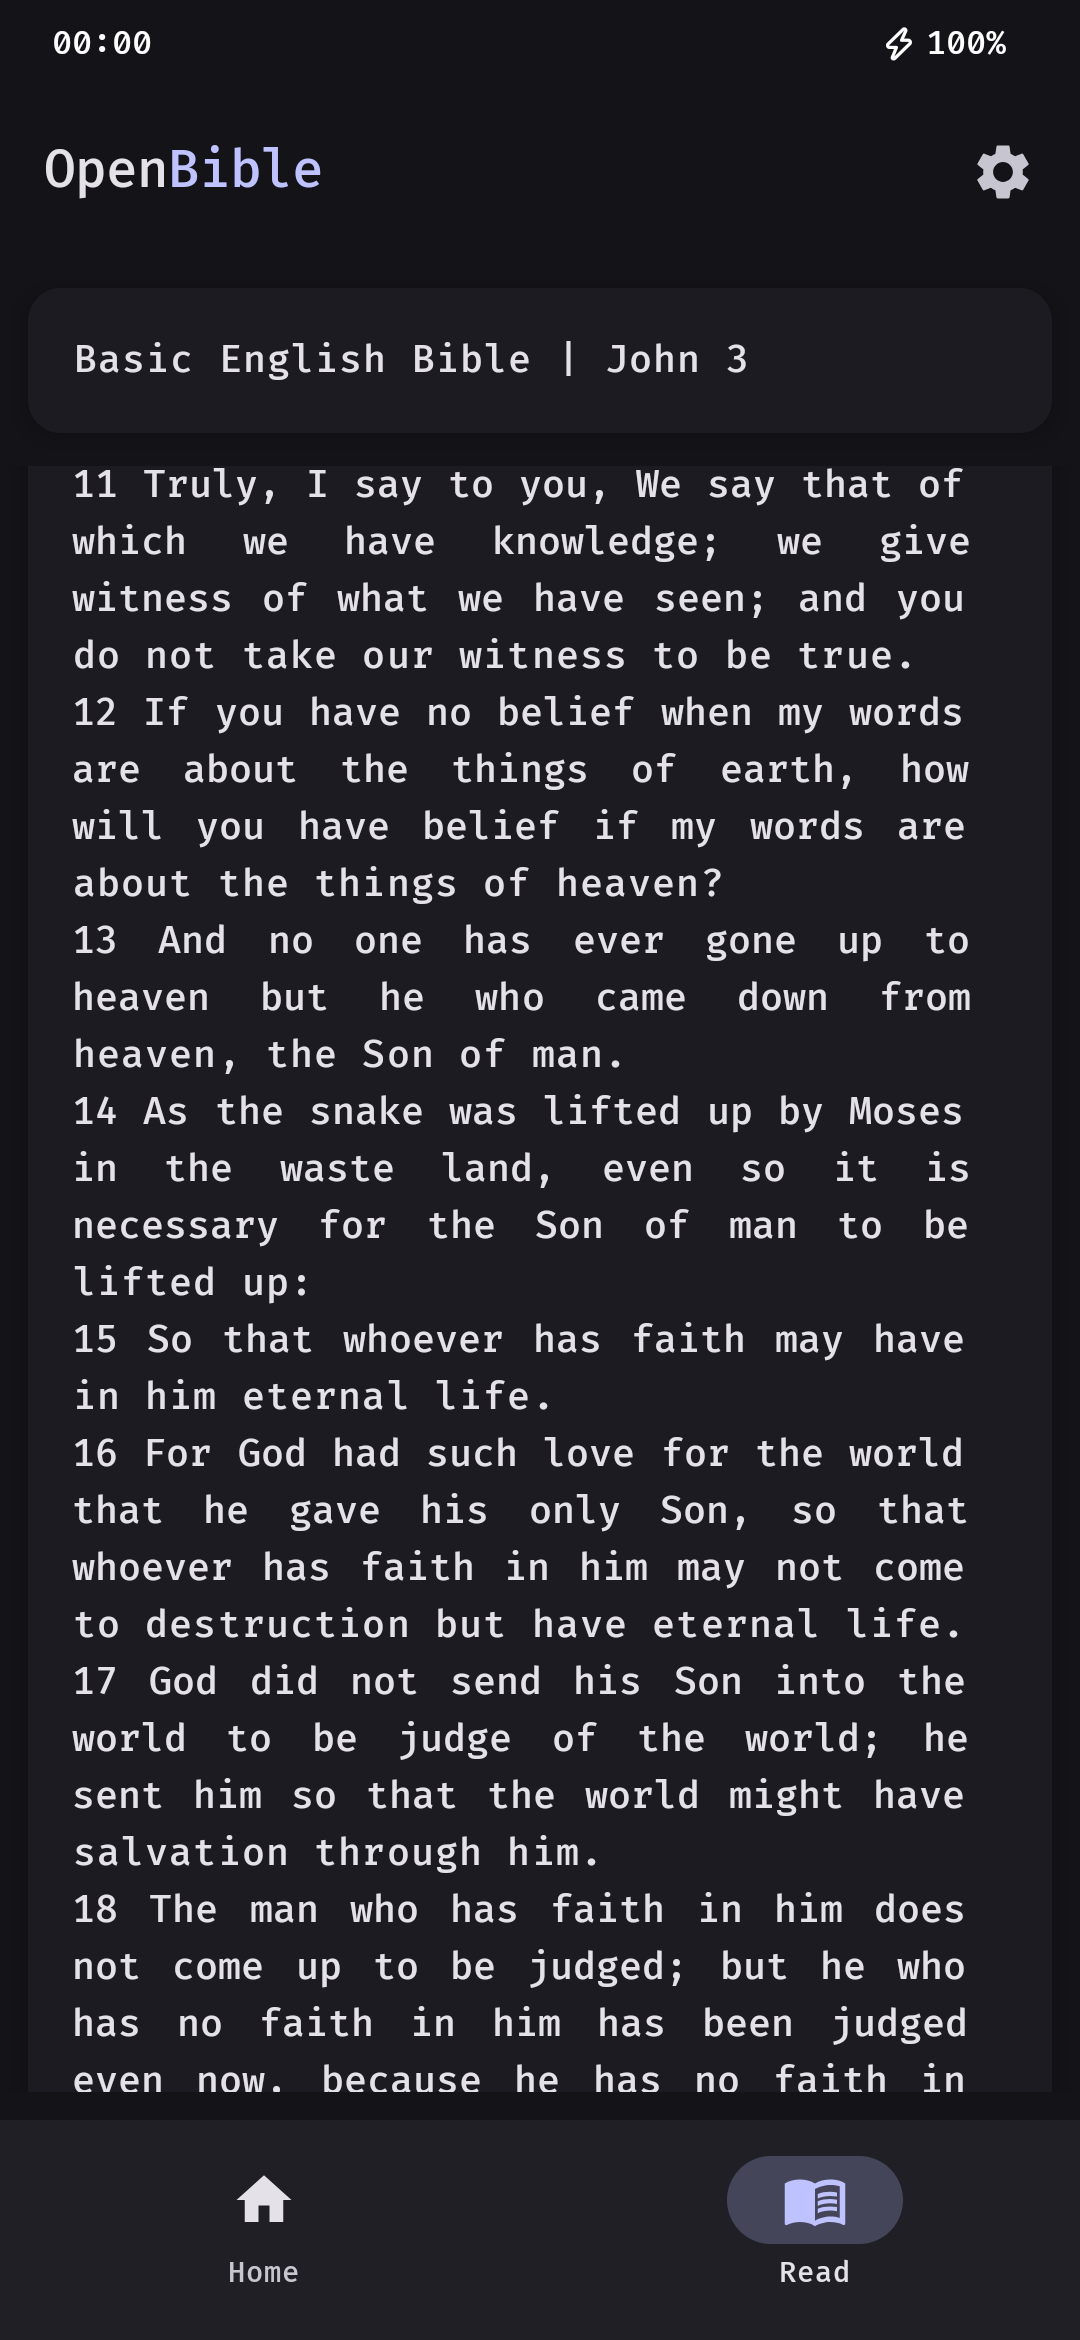 00:00 100%
OpenBible
Basic English Bible | John 3
11 Truly, I say to you, We say that of
which we have knowledge; we give
witness of what we have seen; and you
do not take our witness to be true.
12 If you have no belief when my words
are about the things of earth, how
will you have belief if my words are
about the things of heaven?
13 And no one has ever gone up to
heaven but he who came down from
heaven, the Son of man.
14 As the snake was lifted up by Moses
in the waste land, even so it is
necessary for the Son of man to be
lifted up:
15 So that whoever has faith may have
in him eternal life.
16 For God had such love for the world
that he gave his only Son, so that
whoever has faith in him may not come
to destruction but have eternal life.
17 God did not send his Son into the
world to be judge of the world; he
sent him so that the world might have
salvation through him.
18 The man who has faith in him does
not come up to be judged; but he who
has no faith in him has been judged
even now, because he has no faith in
Home
Read